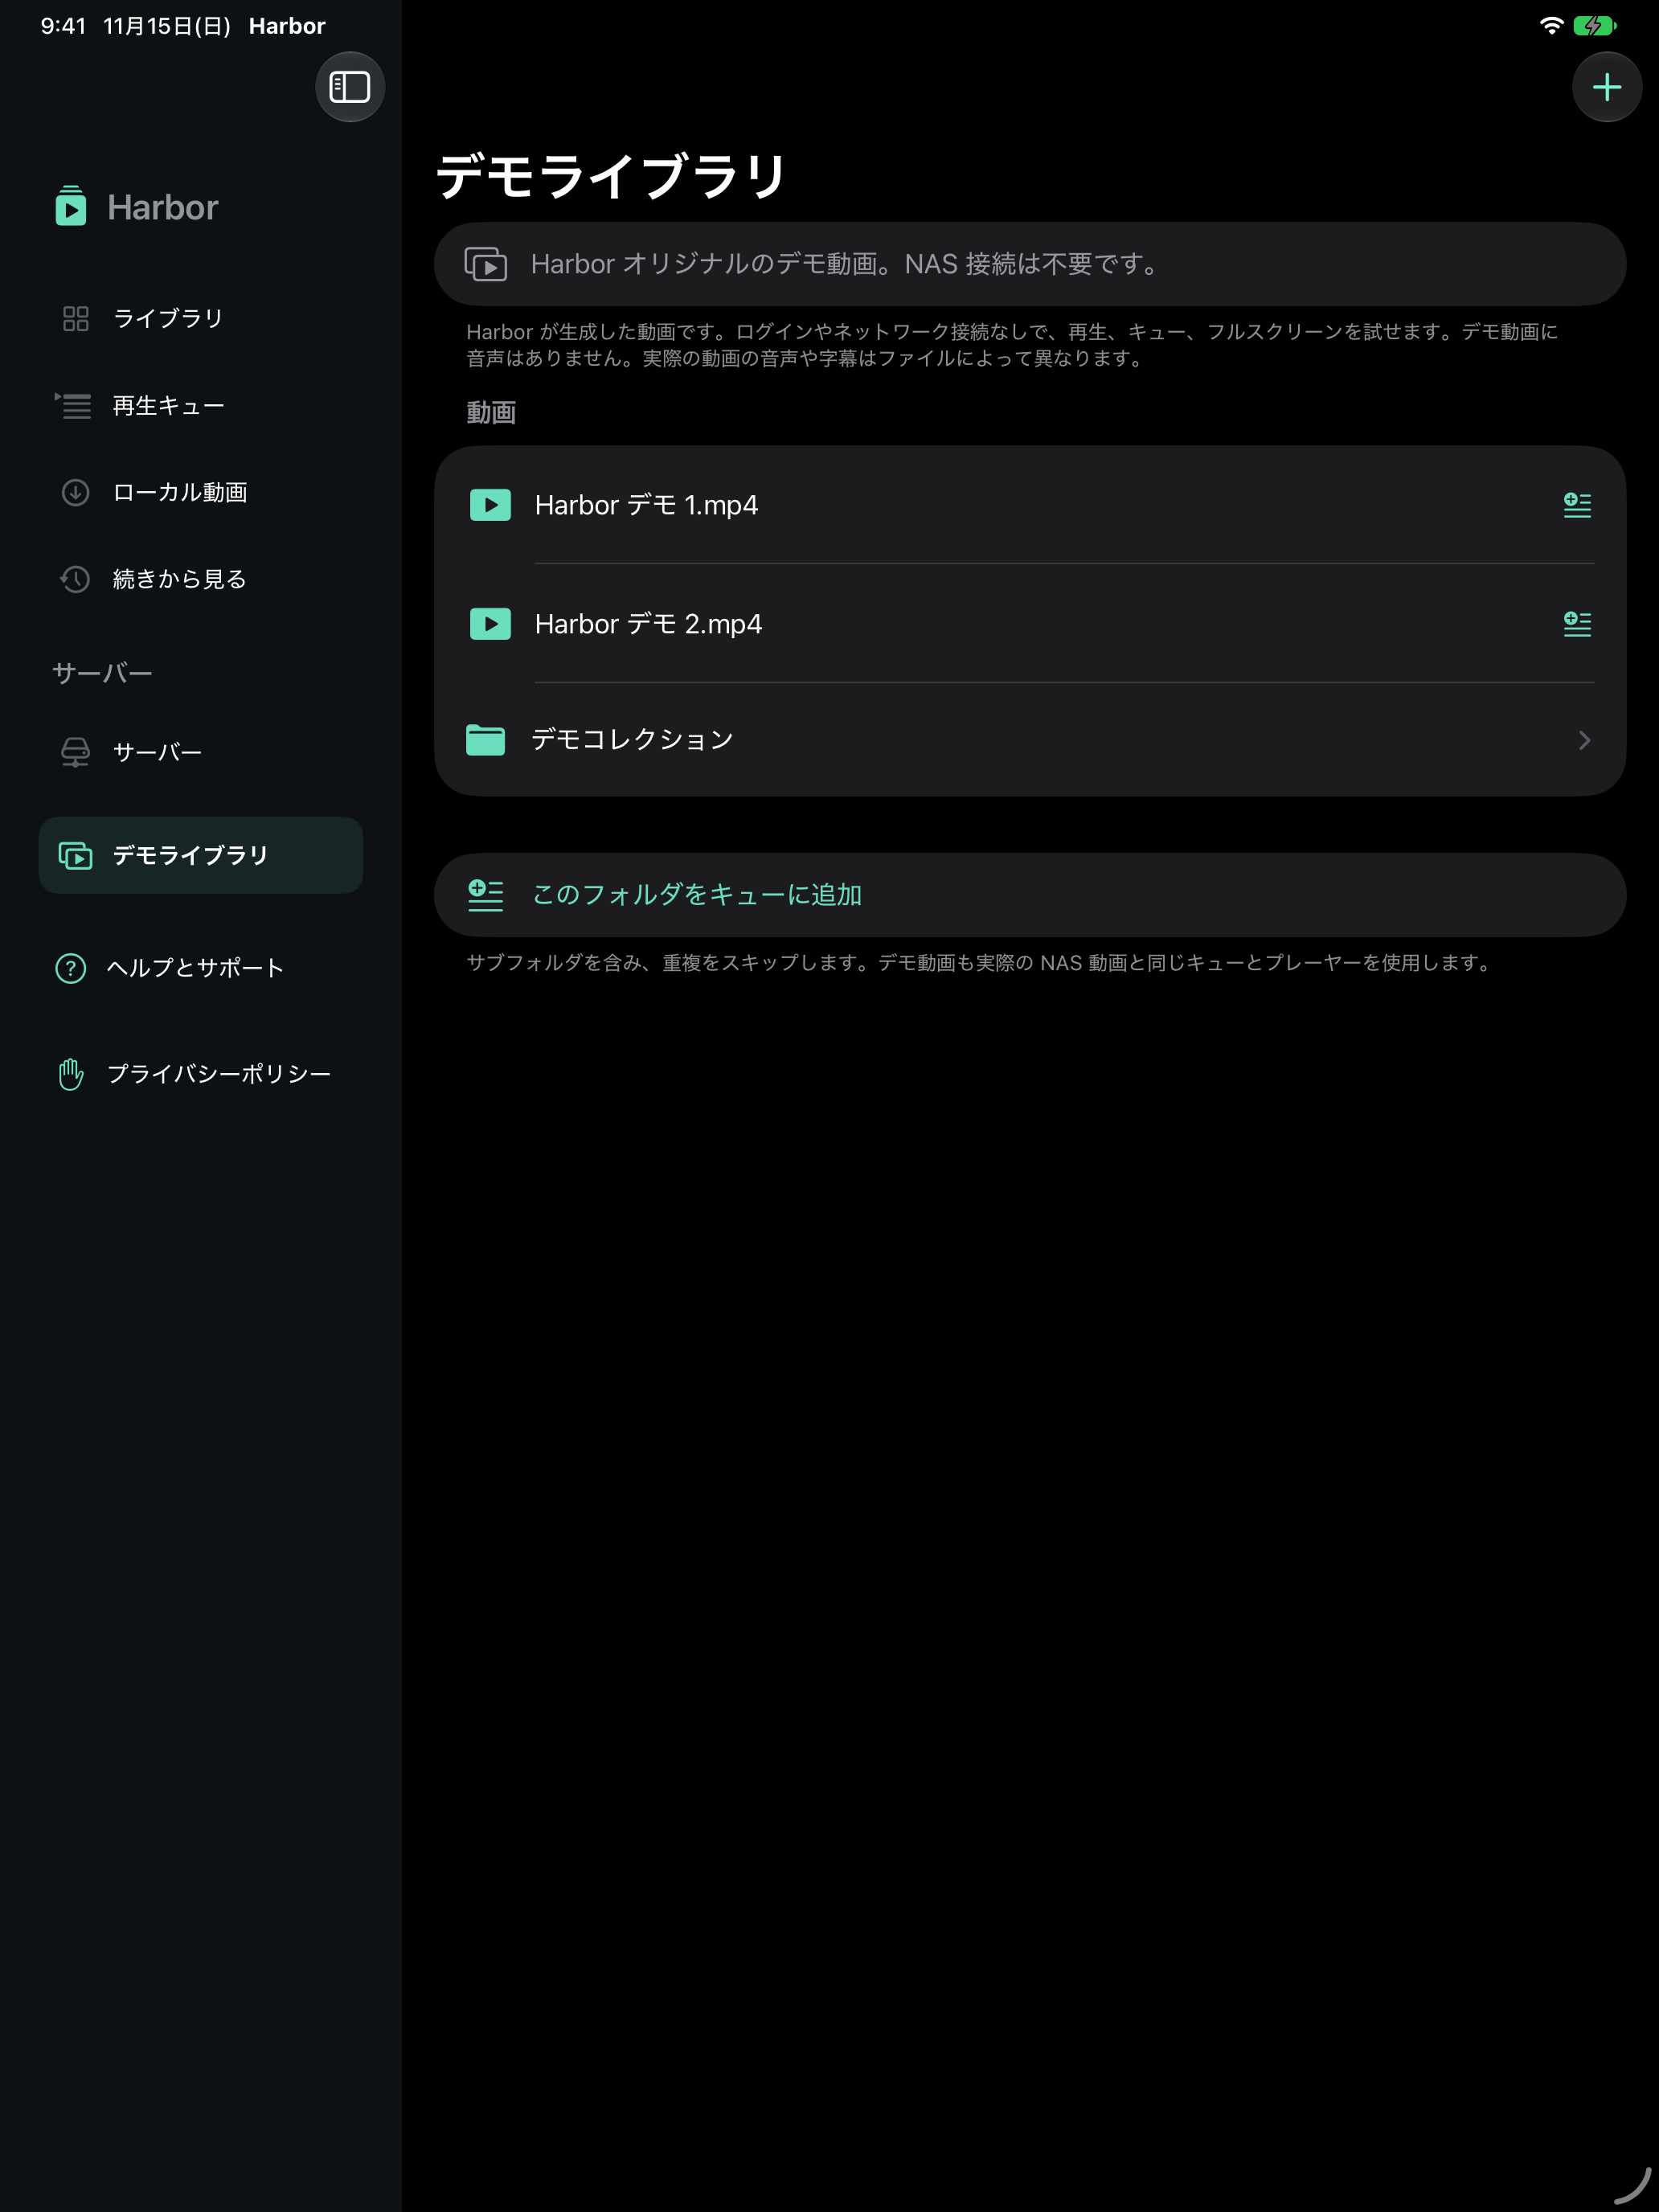 9:41 11月15日(日) Harbor
Harbor
ライブラリ
再生キュー
ローカル動画
続きから見る
サーバー
サーバー
デモライブラリ
ヘルプとサポート
プライバシーポリシー
デモライブラリ
Harbor オリジナルのデモ動画。NAS 接続は不要です。
Harbor が生成した動画です。ログインやネットワーク接続なしで、再生、キュー、フルスクリーンを試せます。デモ動画に
音声はありません。実際の動画の音声や字幕はファイルによって異なります。
動画
Harbor デモ 1.mp4
Harbor デモ 2.mp4
デモコレクション
このフォルダをキューに追加
サブフォルダを含み、重複をスキップします。デモ動画も実際の NAS 動画と同じキューとプレーヤーを使用します。